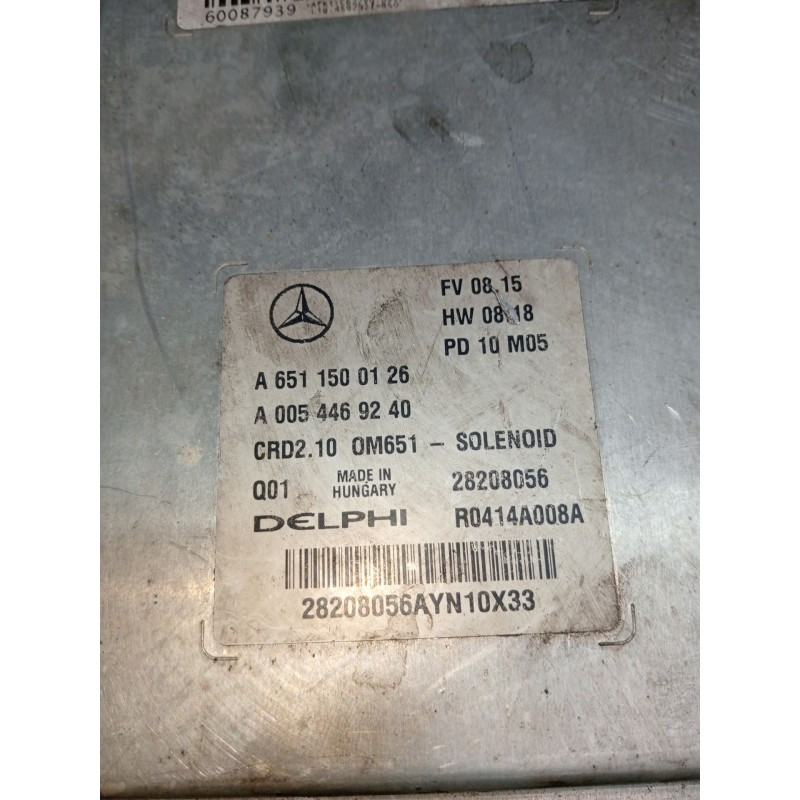 60087939
FV 08.15
HW 08.18
PD 10 M05
A 651 150 01 26
A 005 446 92 40
CRD2.10 OM651 - SOLENOID
Q01 MADE IN HUNGARY 28208056
DELPHI R0414A008A
28208056AYN10X33